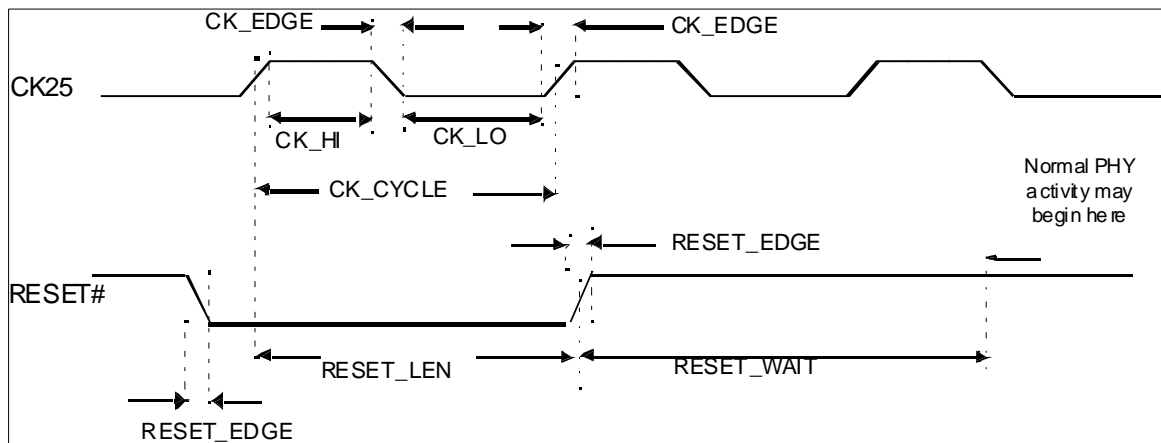 CK_EDGE
CK_EDGE
CK25
CK_HI
CK_LO
CK_CYCLE
Normal PHY
activity may
begin here
RESET_EDGE
RESET#
RESET_LEN
RESET_WAIT
RESET_EDGE